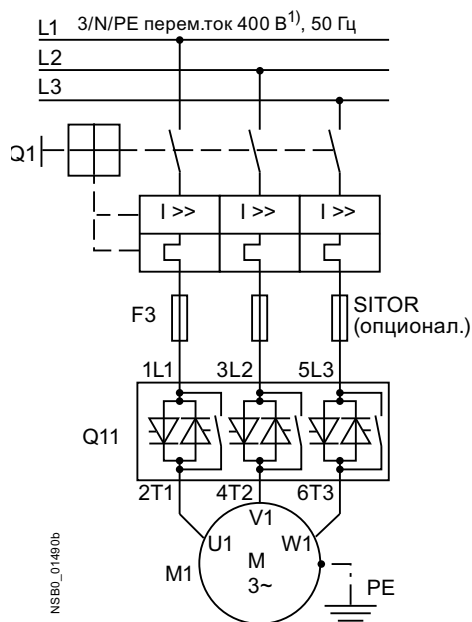 L1 3/N/PE перем.ток 400 В1), 50 Гц
L2
L3
Q1
I >> I >> I >>
F3
SITOR
(опционал.)
1L1 3L2 5L3
Q11
2T1 4T2 6T3
V1
U1 W1
M1 M
3~
PE
NSB0_01490b